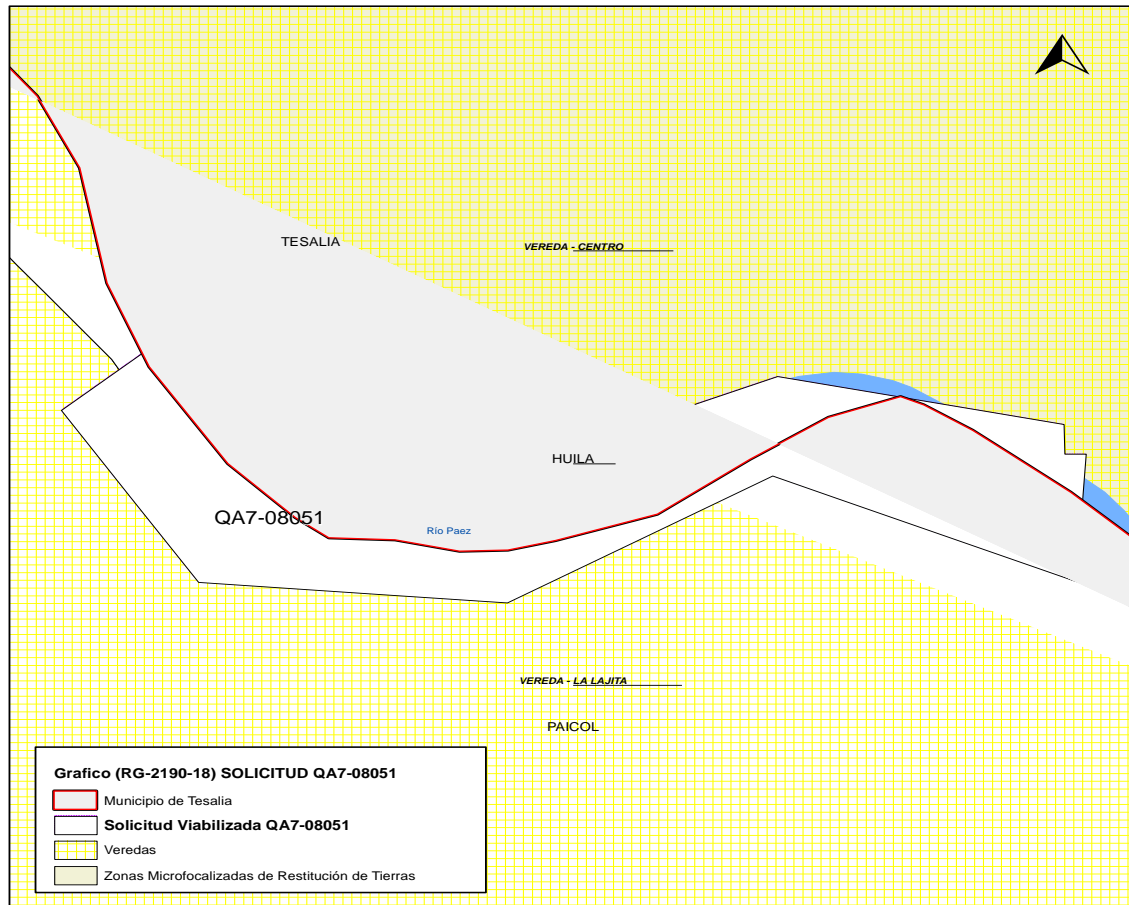 TESALIA
VEREDA - CENTRO
HUILA
QA7-08051
Río Paez
VEREDA - LA LAJITA
PAICOL
Grafico (RG-2190-18) SOLICITUD QA7-08051
Municipio de Tesalia
Solicitud Viabilizada QA7-08051
Veredas
Zonas Microfocalizadas de Restitución de Tierras